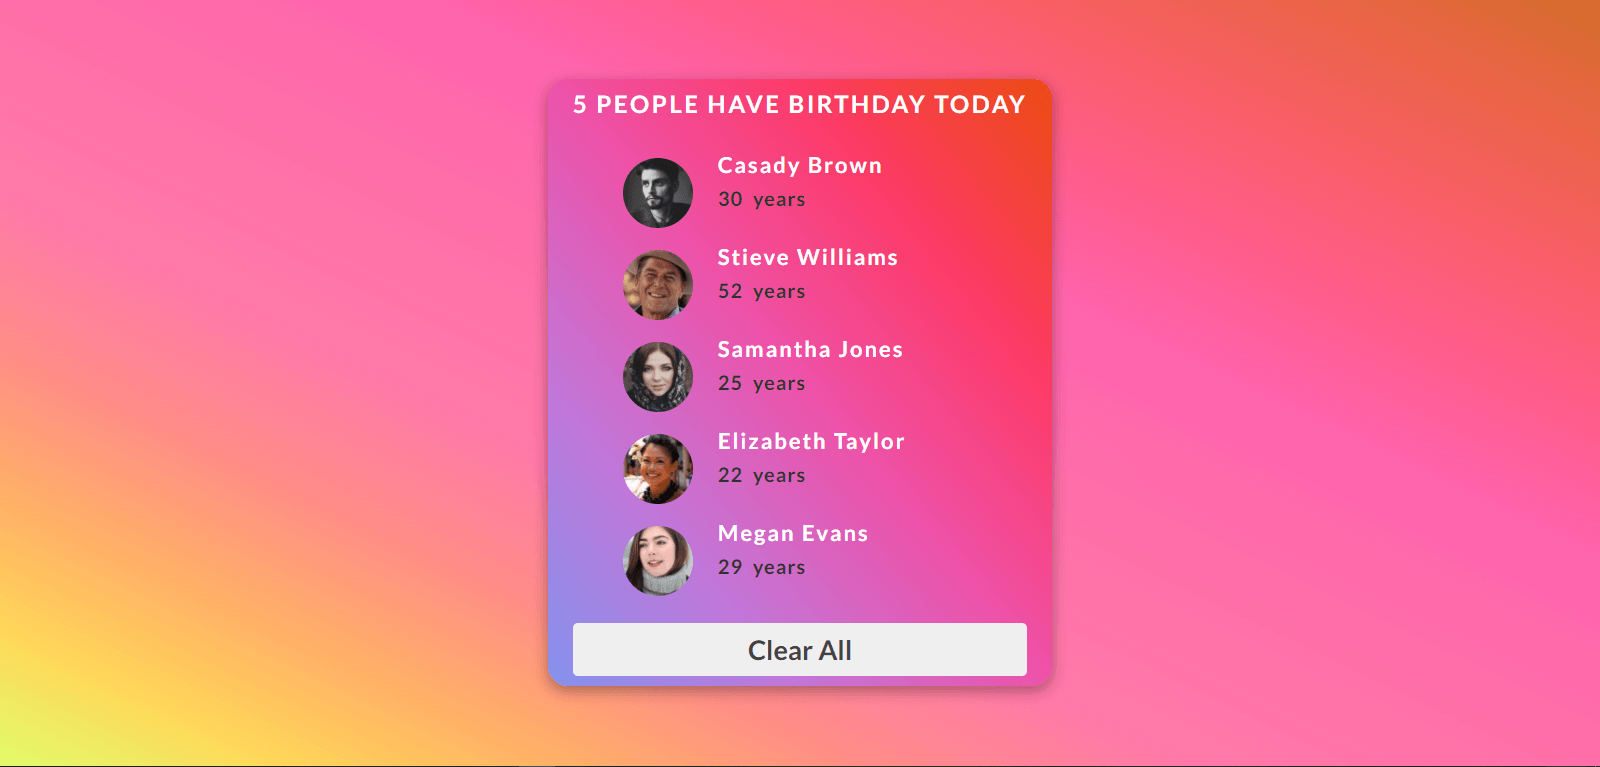 5 PEOPLE HAVE BIRTHDAY TODAY
Casady Brown
30 years
Stieve Williams
52 years
Samantha Jones
25 years
Elizabeth Taylor
22 years
Megan Evans
29 years
Clear All